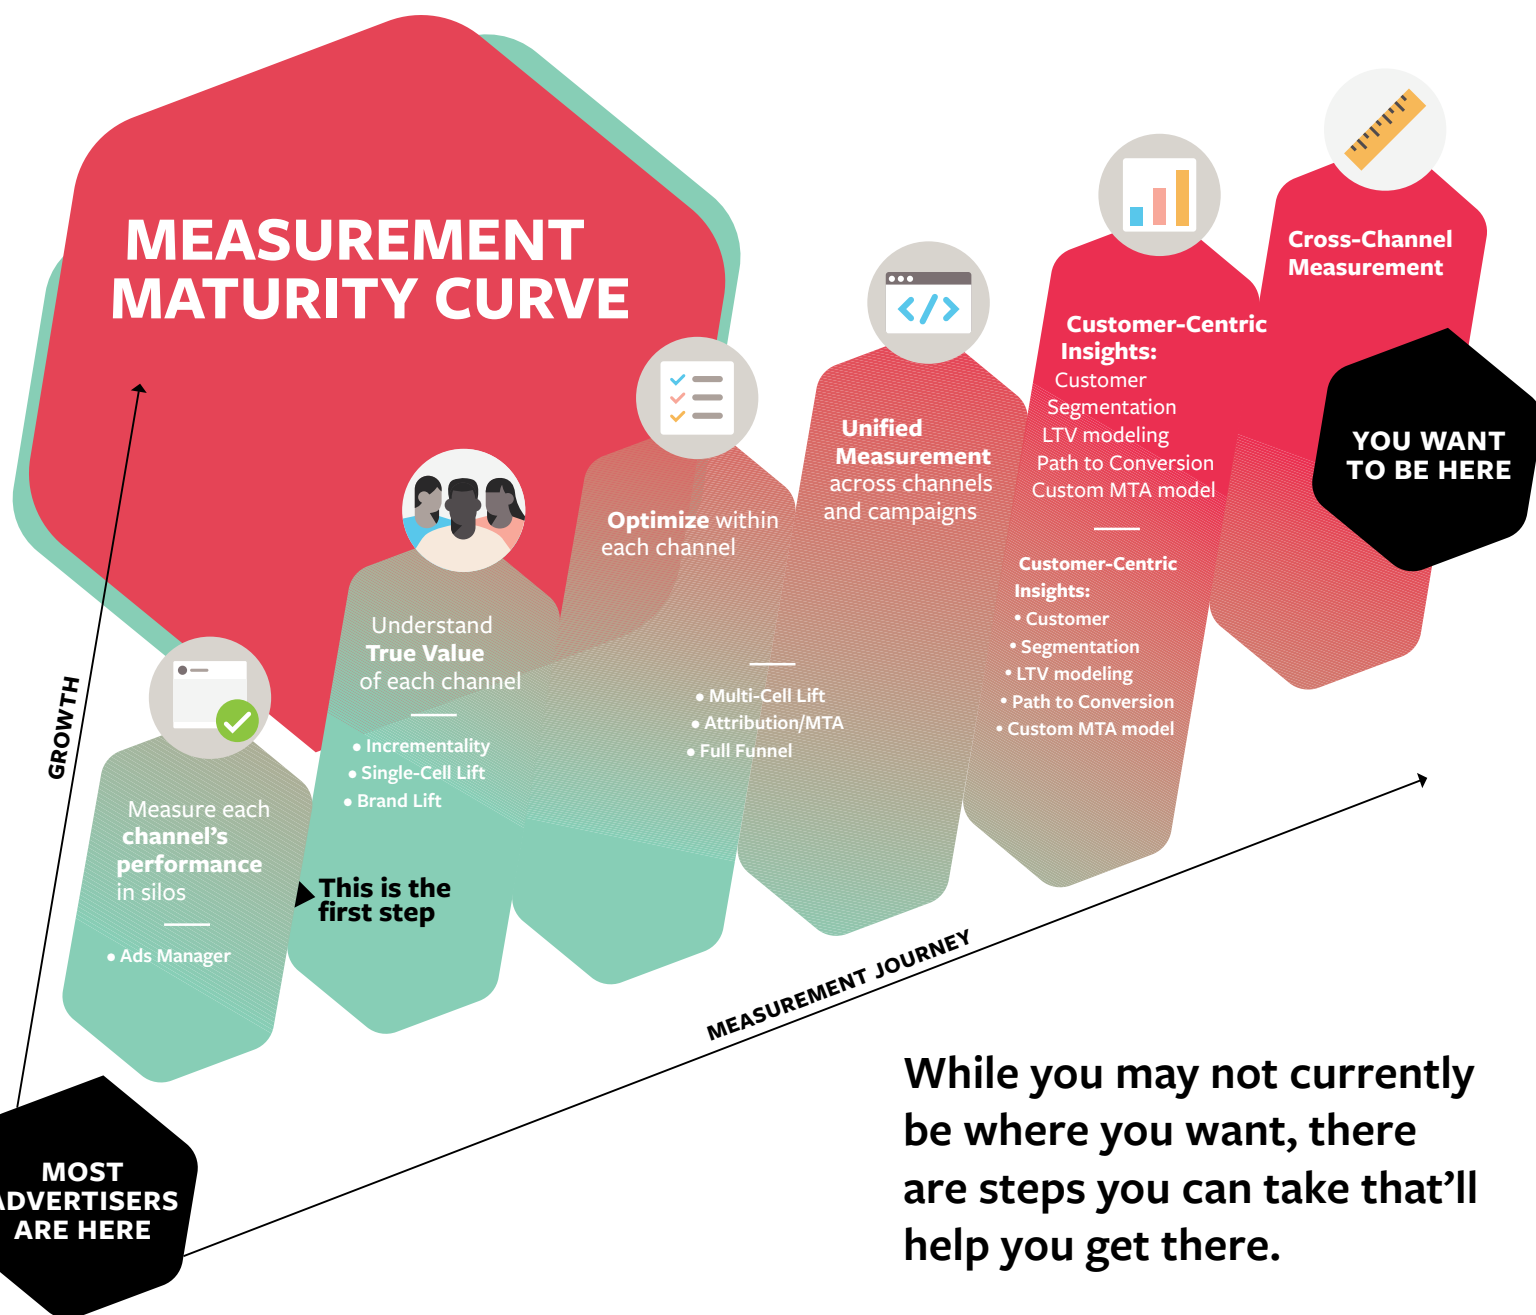 MEASUREMENT
MATURITY CURVE
GROWTH
Measure each
channel's
performance
in silos
• Ads Manager
This is the
first step
Understand
True Value
of each channel
• Incrementality
• Single-Cell Lift
• Brand Lift
Optimize within
each channel
• Multi-Cell Lift
• Attribution/MTA
• Full Funnel
Unified
Measurement
across channels
and campaigns
Customer-Centric
Insights:
Customer
Segmentation
LTV modeling
Path to Conversion
Custom MTA model
Customer-Centric
Insights:
• Customer
• Segmentation
• LTV modeling
• Path to Conversion
• Custom MTA model
Cross-Channel
Measurement
YOU WANT
TO BE HERE
MEASUREMENT JOURNEY
MOST
ADVERTISERS
ARE HERE
While you may not currently
be where you want, there
are steps you can take that’ll
help you get there.